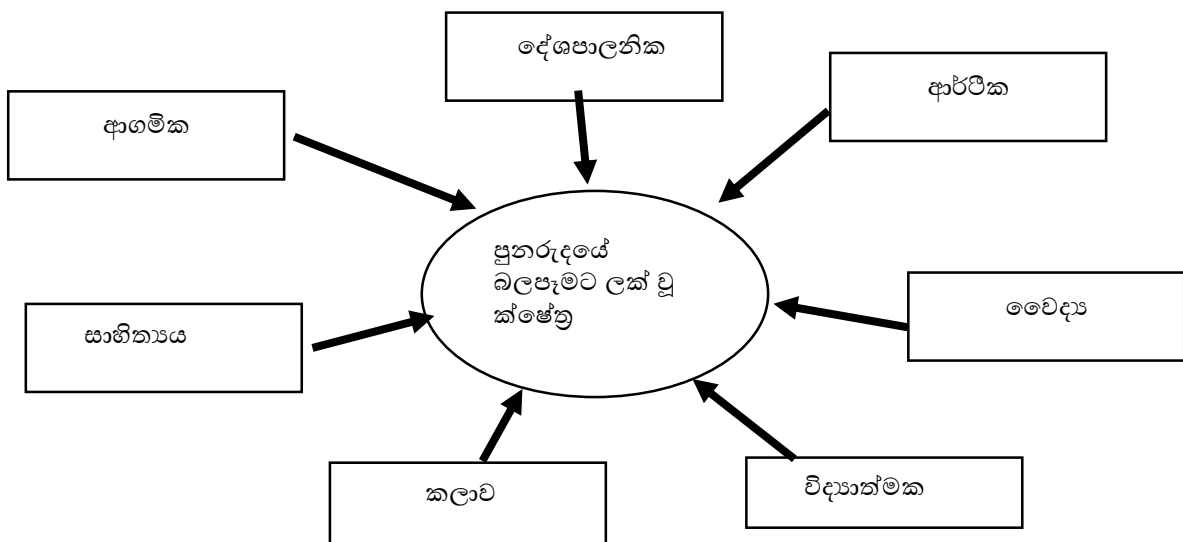 දේශපාලනික
ආර්ථික
ආගමික
පුනරුදයේ
බලපෑමට ලක් වූ
ක්ෂේත්‍ර
වෛද්‍ය
සාහිත්‍යය
කලාව
විද්‍යාත්මක